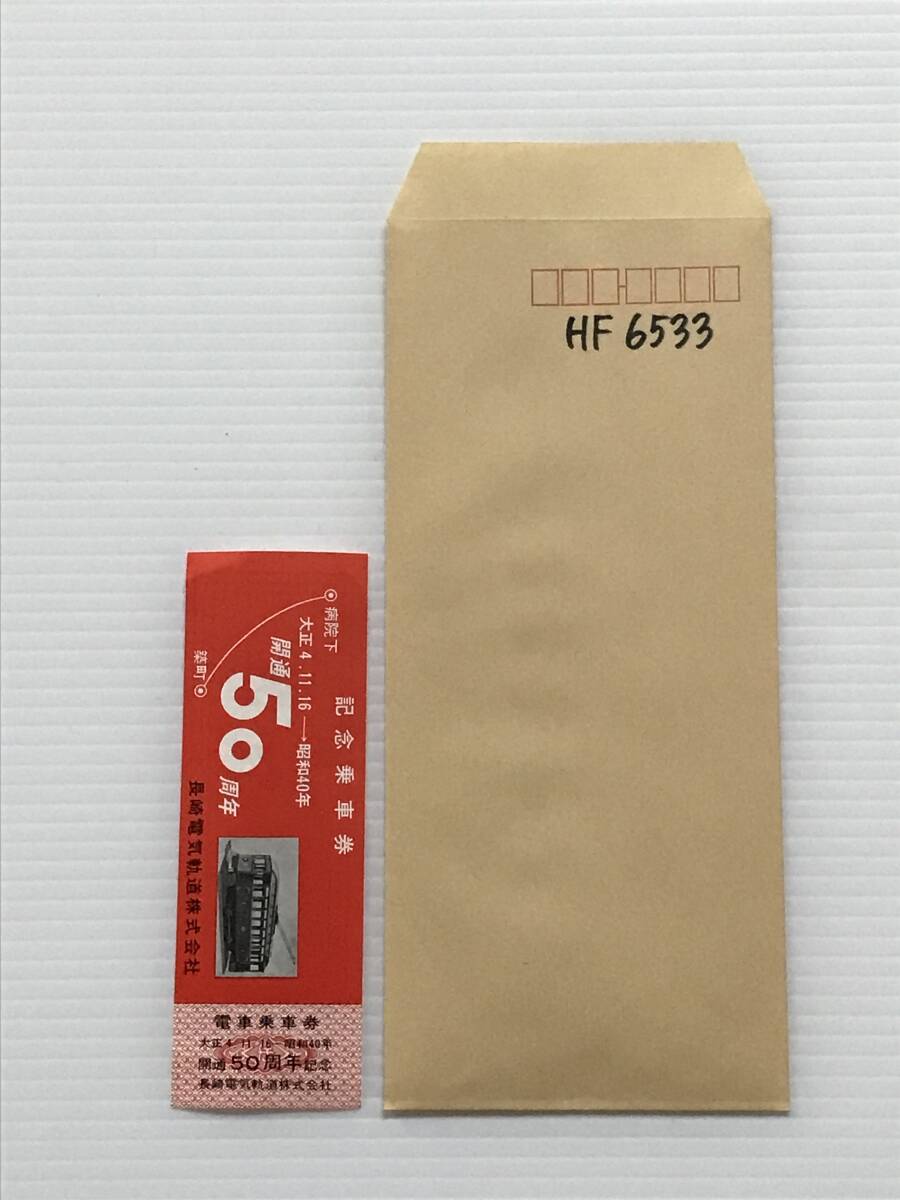 HF 6533
記念乗車券
病院下
大正4.11.16→昭和40年
築町
開通50周年
長崎電気軌道株式会社
電車乗車券
大正4.11.16−昭和40年
開通50周年記念
長崎電気軌道株式会社